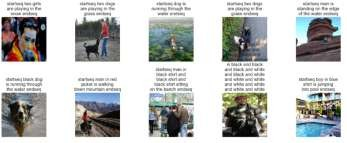 startseq two girls
are playing in the
snow endseq
startseq two dogs
are playing in the
grass endseq
startseq dog is
running through the
water endseq
startseq two dogs
are playing in the
grass endseq
startseq man is
standing on the edge
of the water endseq
startseq black dog
is running through
the water endseq
startseq man in red
jacket is walking
down mountain endseq
startseq man in
black shirt and
black shirt sitting
on the bench endseq
A black and black
and black and white
and black and white
and white and white
and white and white
and white and white
startseq boy in blue
shirt is jumping
into pool endseq